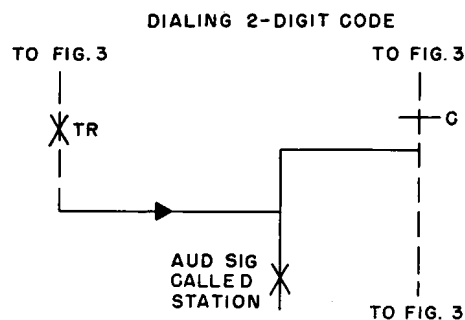 DIALING 2-DIGIT CODE
TO FIG. 3
TO FIG. 3
TR
C
AUD SIG
CALLED
STATION
TO FIG. 3